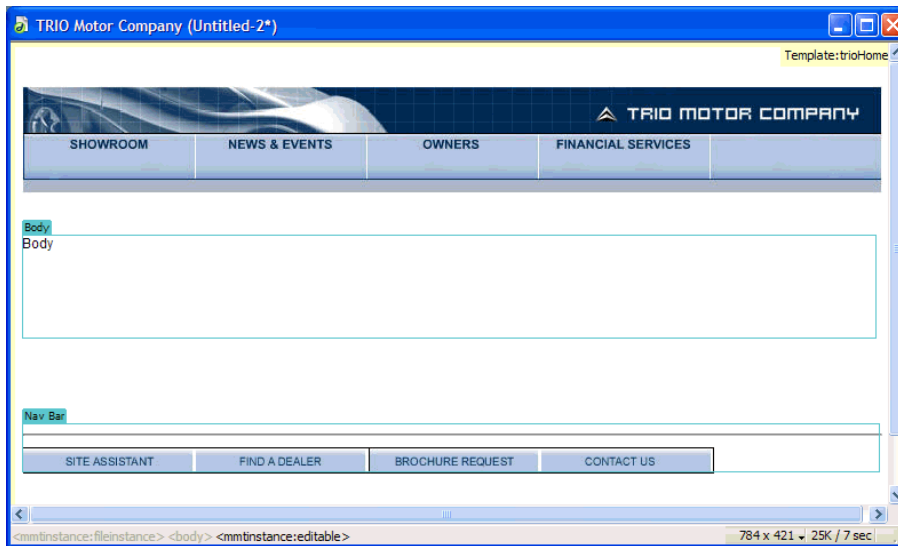 TRIO Motor Company (Untitled-2*)
Template:trioHome
TRIO MOTOR COMPANY
SHOWROOM NEWS & EVENTS OWNERS FINANCIAL SERVICES
Body
Body
Nav Bar
SITE ASSISTANT FIND A DEALER BROCHURE REQUEST CONTACT US
<mmtinstance:fileinstance> <body> <mmtinstance:editable> 784 x 421 25K / 7 sec